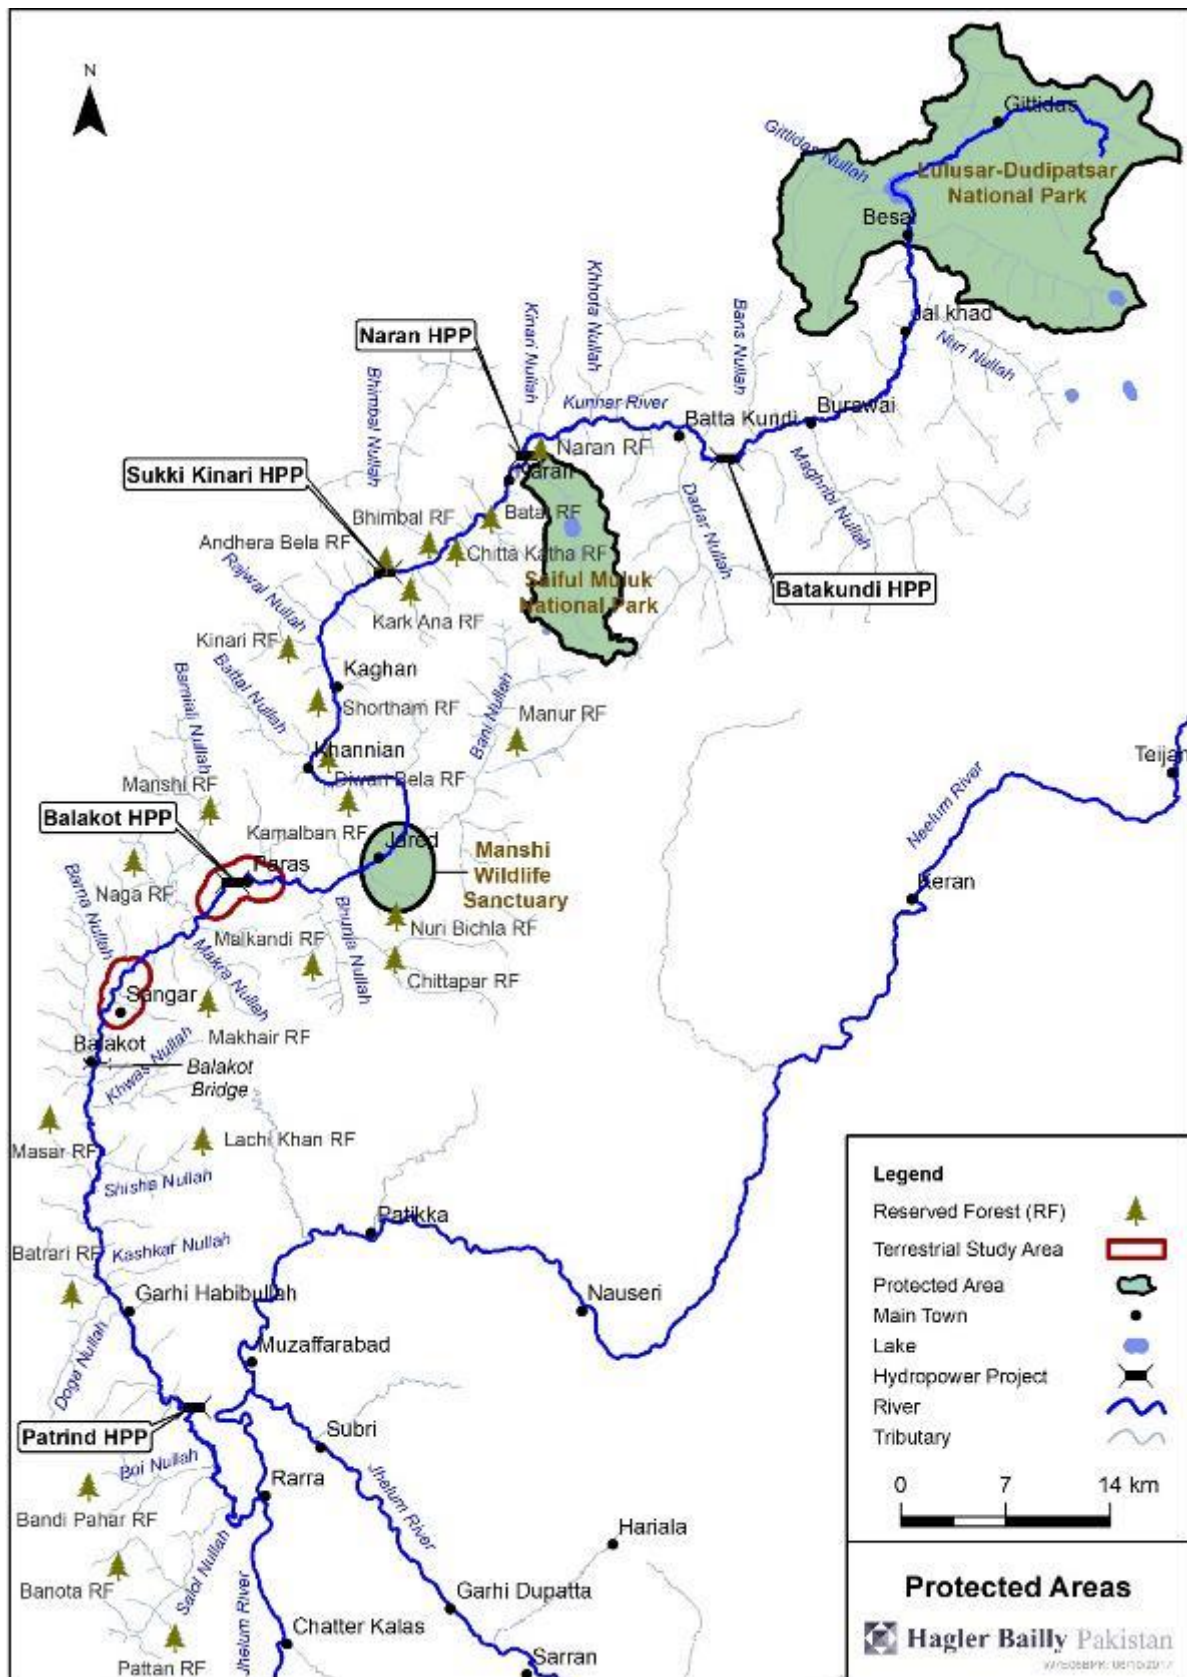 N
Gittidas
Gittidas Nullah
Lulusar-Dudipatsar
National Park
Besal
Jal khad
Nuri Nullah
Naran HPP
Kinari Nullah
Khhota Nullah
Bans Nullah
Bhimbal Nullah
Kunhar River
Batta Kundi
Burawai
Naran RF
Naran
Maghribi Nullah
Sukki Kinari HPP
Dadar Nullah
Batal RF
Bhimbal RF
Andhera Bela RF
Chitta Katha RF
Rajwal Nullah
Saiful Muluk
National Park
Batakundi HPP
Kark Ana RF
Kinari RF
Kaghan
Battal Nullah
Barniali Nullah
Shortham RF
Bani Nullah
Manur RF
Khannian
Diwan Bela RF
Manshi RF
Teijan
Neelum River
Balakot HPP
Kamalban RF
Jared
Manshi
Wildlife
Sanctuary
Paras
Keran
Naga RF
Barna Nullah
Bhunja Nullah
Nuri Bichla RF
Malkandi RF
Makra Nullah
Chittapar RF
Sangar
Makhair RF
Balakot
Khwas Nullah
Balakot
Bridge
Masar RF
Lachi Khan RF
Shisha Nullah
Patikka
Batrari RF
Kashkar Nullah
Garhi Habibullah
Nauseri
Doga Nullah
Muzaffarabad
Patrind HPP
Subri
Boi Nullah
Jhelum River
Rarra
Bandi Pahar RF
Hariala
Salol Nullah
Banota RF
Jhelum River
Garhi Dupatta
Chatter Kalas
Pattan RF
Sarran
Legend
Reserved Forest (RF)
Terrestrial Study Area
Protected Area
Main Town
Lake
Hydropower Project
River
Tributary
0 7 14 km
Protected Areas
Hagler Bailly Pakistan